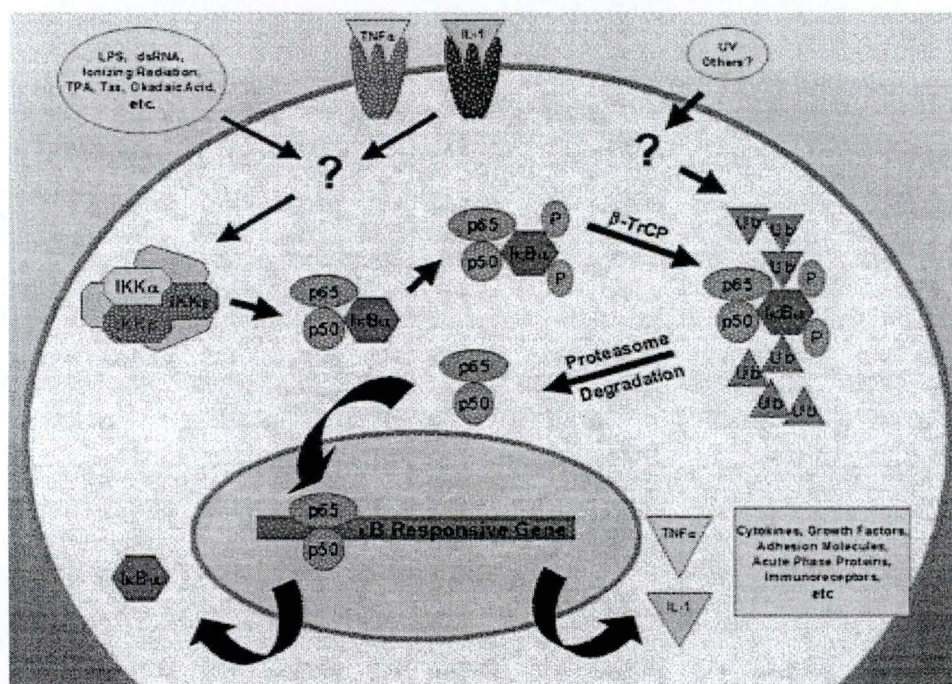 LPS, dsRNA,
Ionizing Radiation,
TPA, Tax, Okadaic Acid,
etc.
TNFα
IL-1
UV
Others?
?
?
IKKα
IKKγ
IKKβ
p65
p50
IκBα
p65
p50
IκBα
P
P
β-TrCP
Ub
Ub
Ub
p65
p50
IκBα
P
P
Ub
Ub
Ub
Ub
Proteasome
Degradation
p65
p50
p65
p50
κB Responsive Gene
IκBα
TNFα
IL-1
Cytokines, Growth Factors,
Adhesion Molecules,
Acute Phase Proteins,
Immunoreceptors,
etc